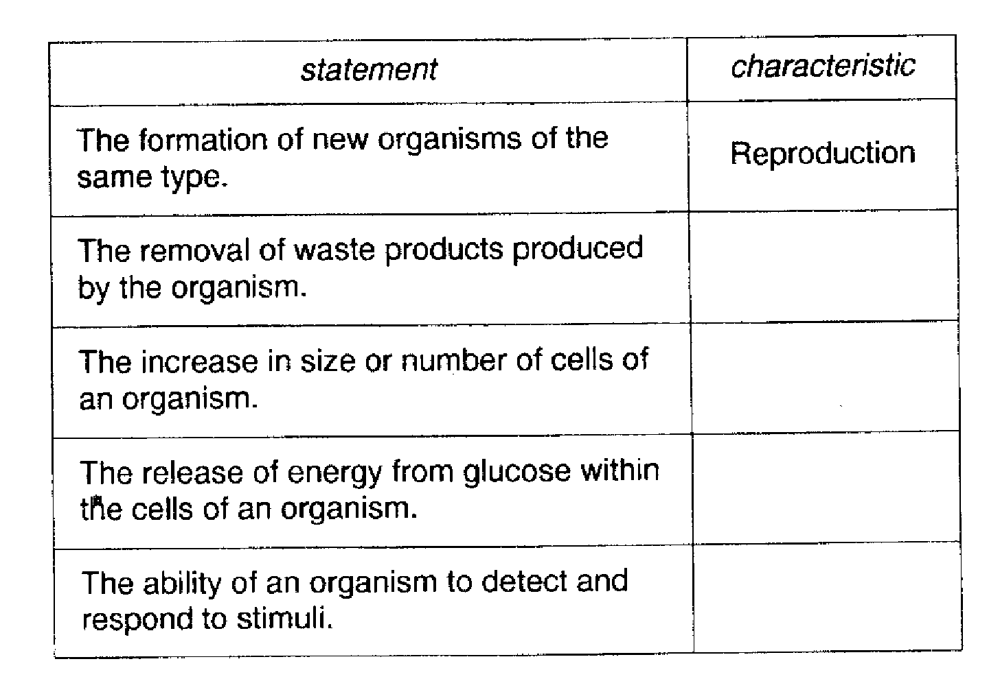 statement
characteristic
The formation of new organisms of the
same type.
Reproduction
The removal of waste products produced
by the organism.
The increase in size or number of cells of
an organism.
The release of energy from glucose within
the cells of an organism.
The ability of an organism to detect and
respond to stimuli.